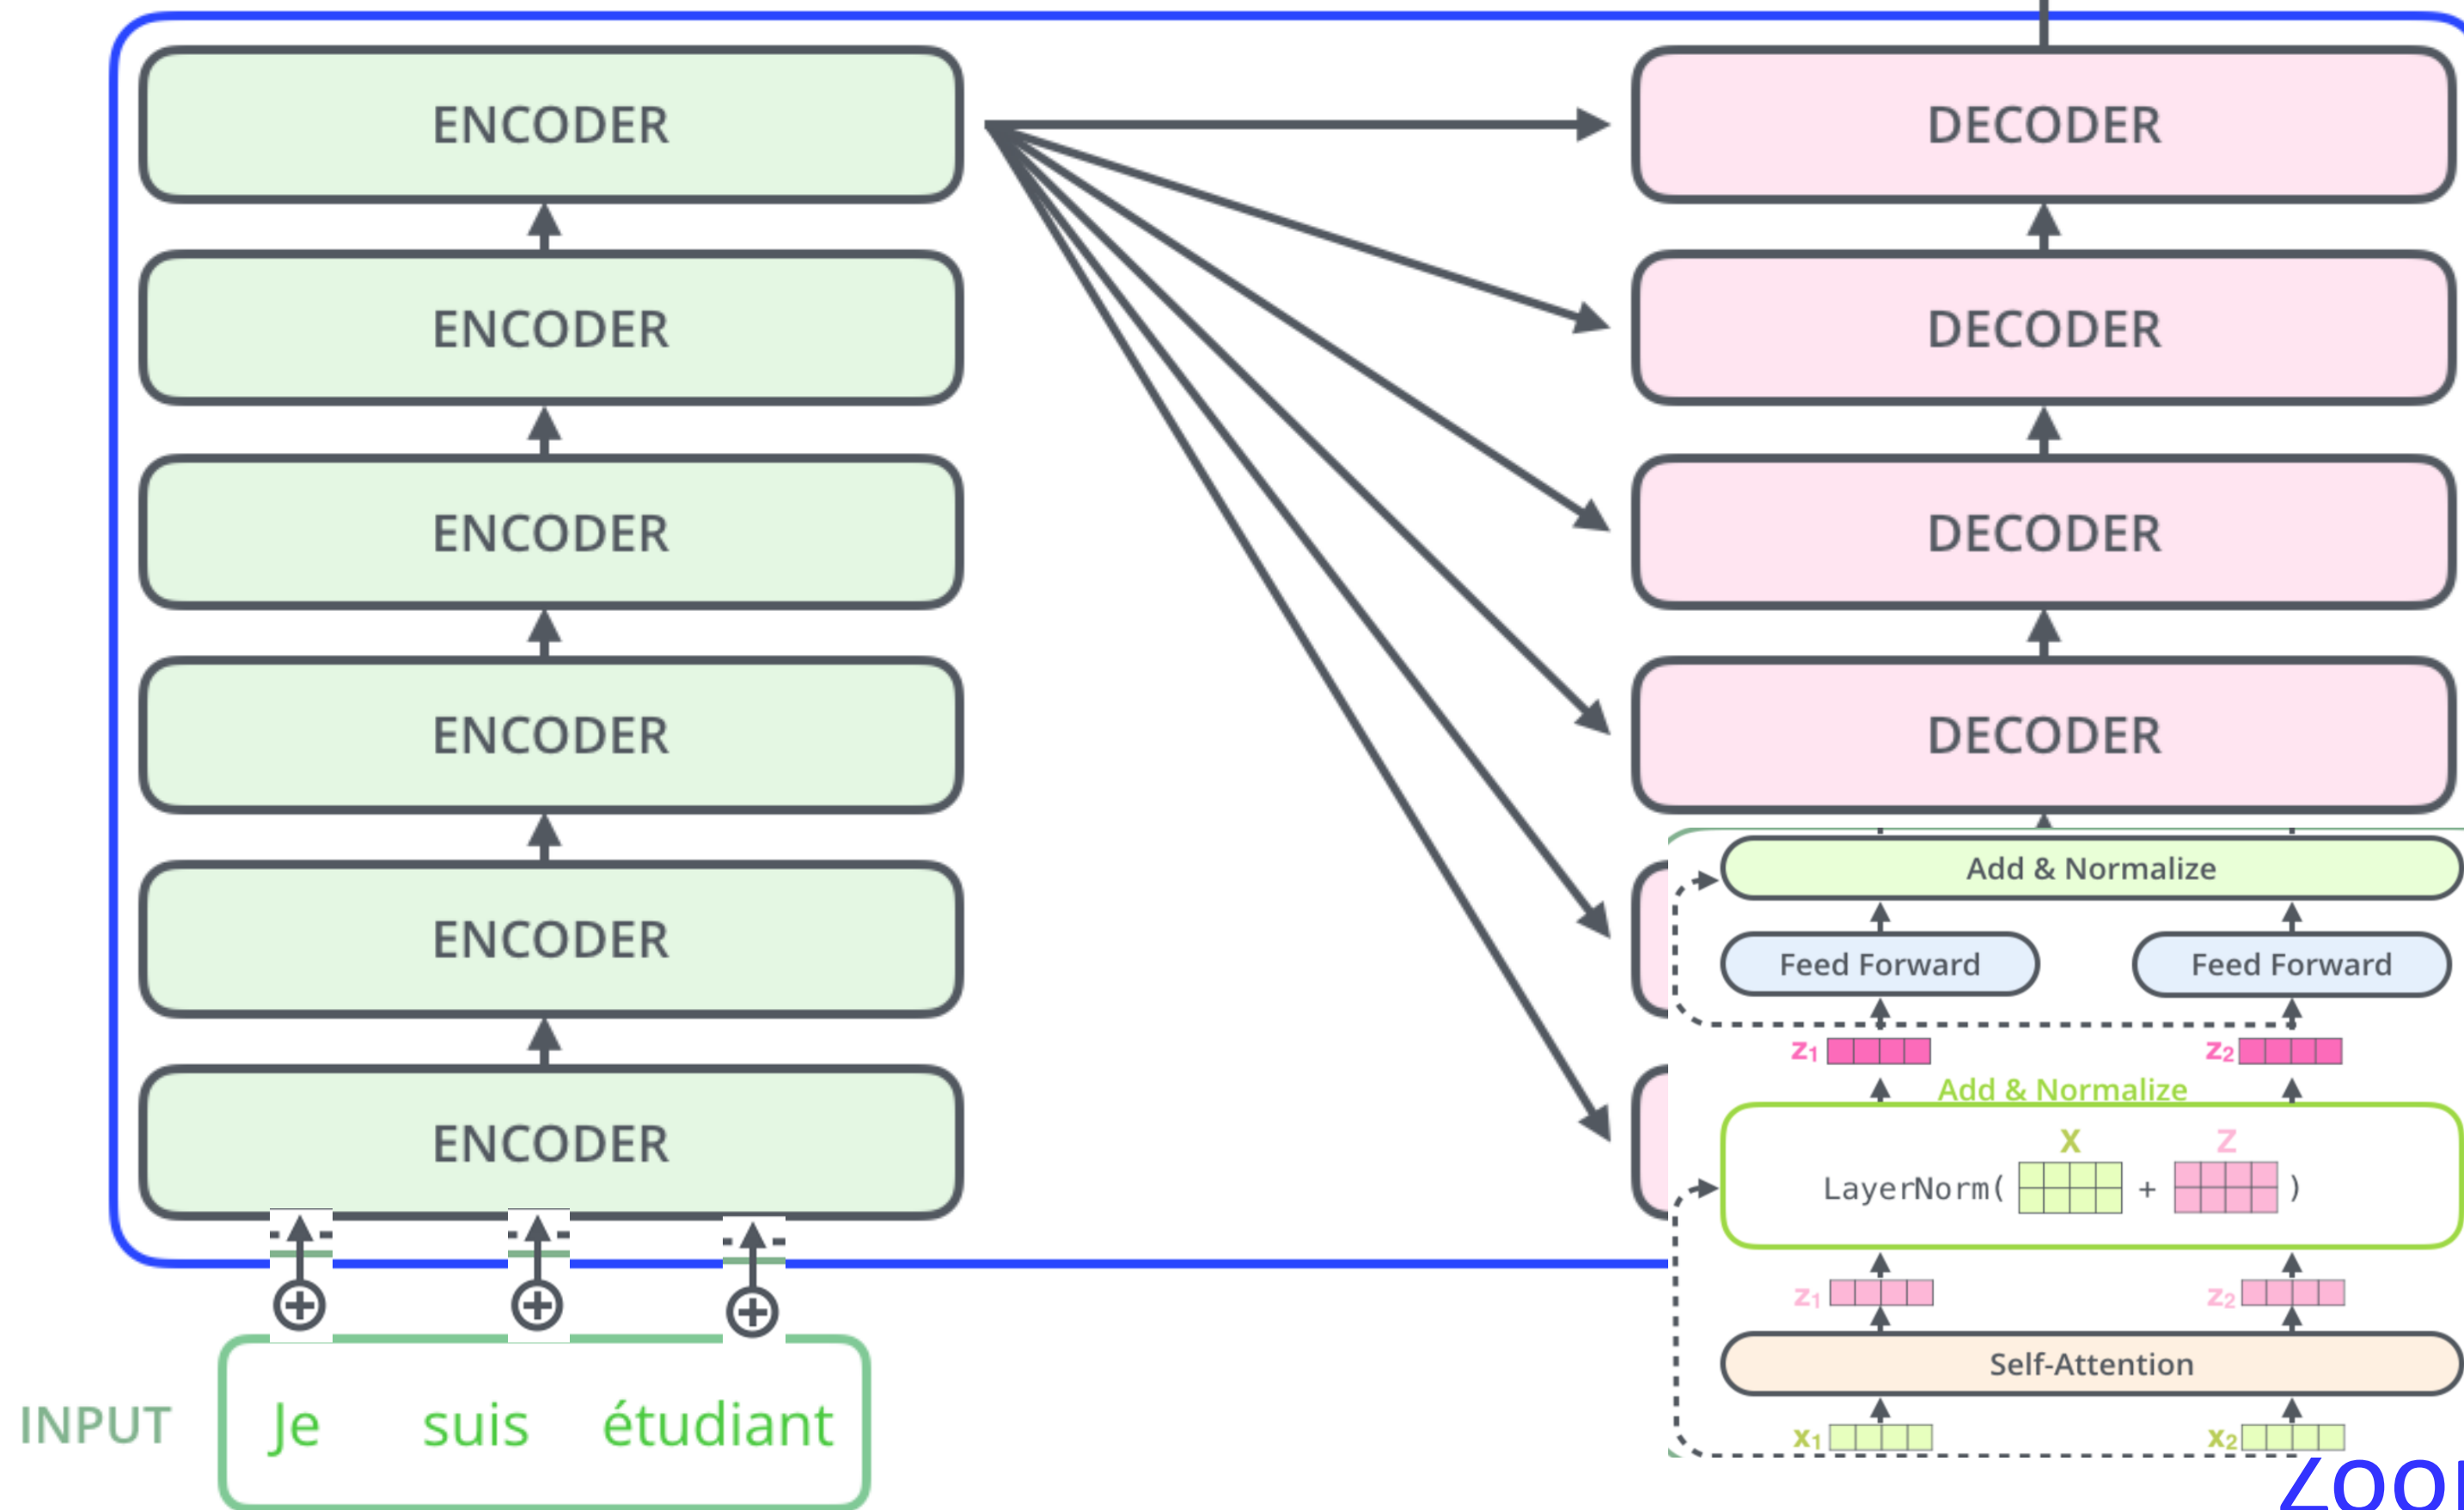 ENCODER
ENCODER
ENCODER
ENCODER
ENCODER
ENCODER
INPUT
Je suis étudiant
DECODER
DECODER
DECODER
DECODER
Add & Normalize
Feed Forward Feed Forward
z1 z2
Add & Normalize
X Z
LayerNorm( + )
z1 z2
Self-Attention
x1 x2